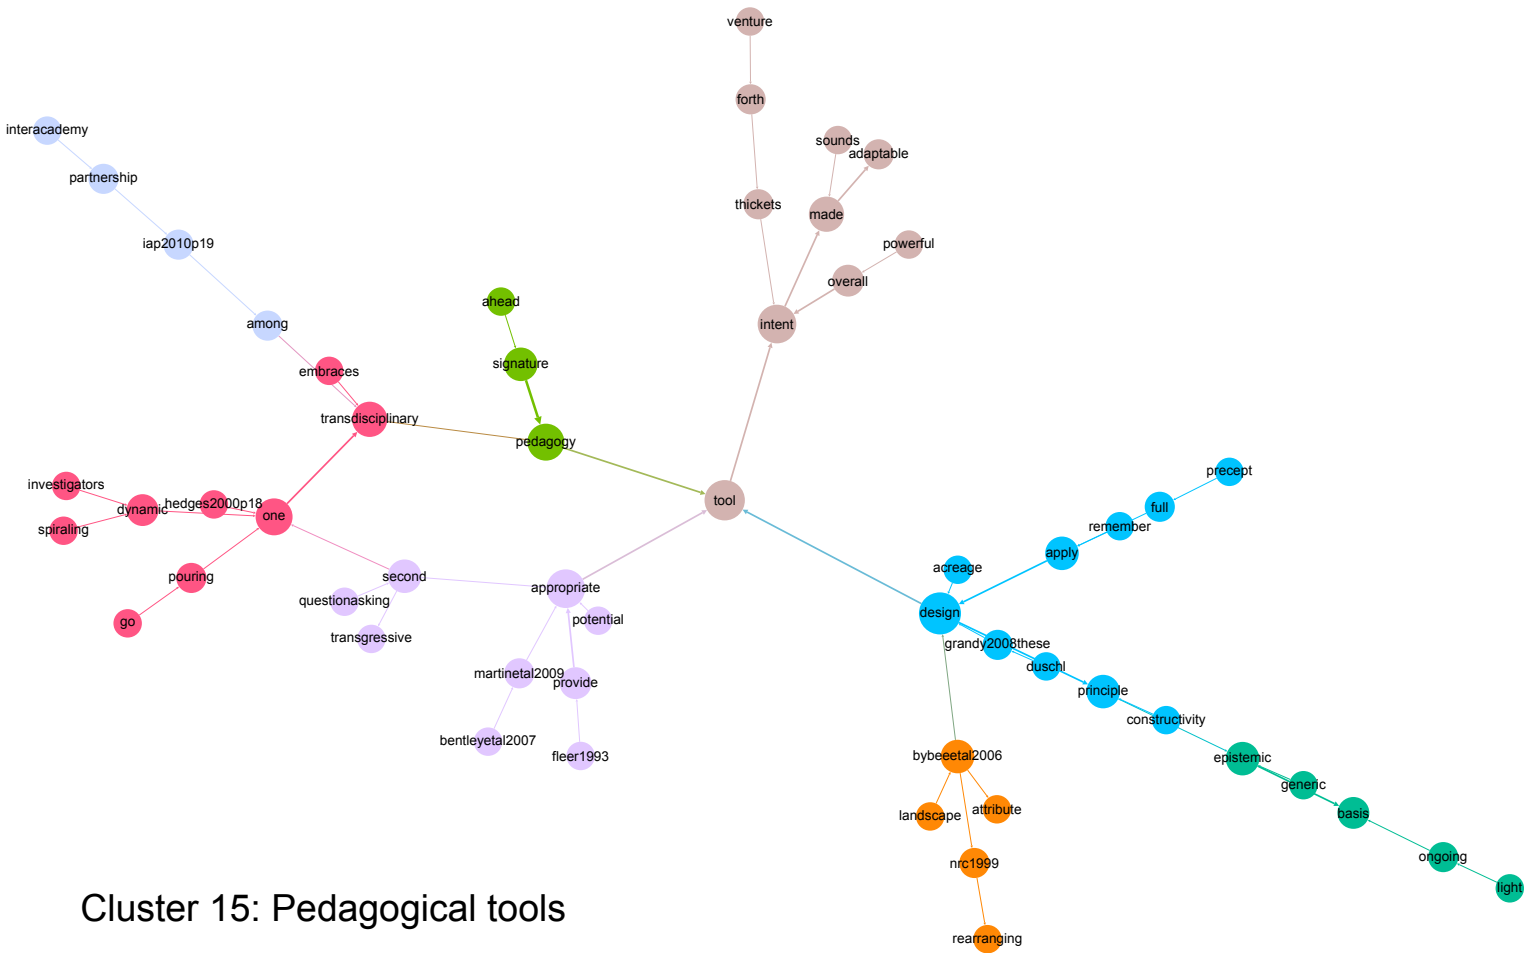 venture
forth
interacademy
sounds
adaptable
partnership
thickets
made
iap2010p19
powerful
overall
ahead
among
intent
signature
embraces
transdisciplinary
pedagogy
precept
investigators
hedges2000p18
tool
full
dynamic
one
spiraling
remember
apply
acreage
pouring
second
appropriate
questionasking
design
go
potential
transgressive
grandy2008these
duschl
martinetal2009
provide
principle
constructivity
bentleyetal2007
fleer1993
bybeeetal2006
epistemic
generic
landscape
attribute
basis
nrc1999
ongoing
light
Cluster 15: Pedagogical tools
rearranging